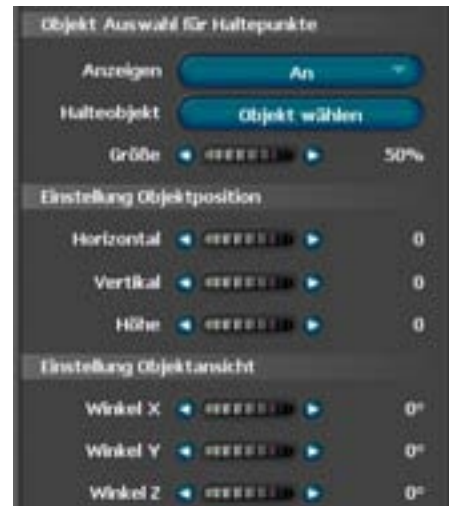 Objekt Auswahl für Haltepunkte
Anzeigen An
Halteobjekt Objekt wählen
Größe 50%
Einstellung Objektposition
Horizontal 0
Vertikal 0
Höhe 0
Einstellung Objektansicht
Winkel X 0°
Winkel Y 0°
Winkel Z 0°